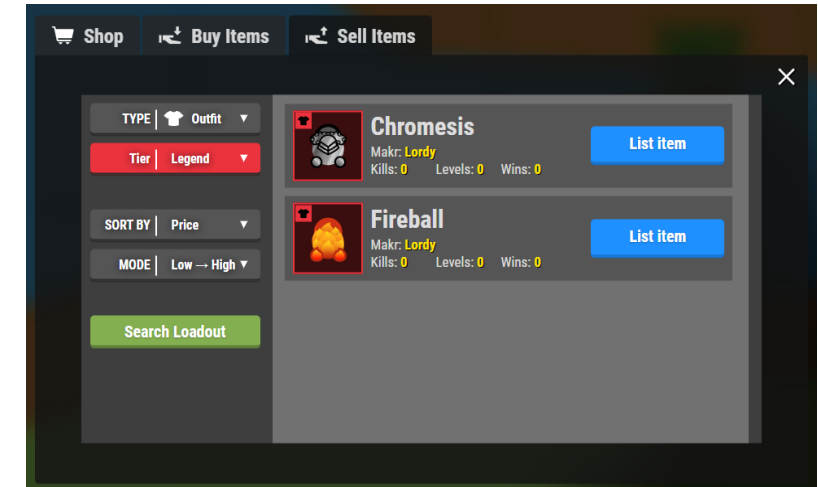 Shop
Buy Items
Sell Items
TYPE Outfit
Tier Legend
SORT BY Price
MODE Low → High
Search Loadout
Chromesis
Makr: Lordy
Kills: 0 Levels: 0 Wins: 0
List item
Fireball
Makr: Lordy
Kills: 0 Levels: 0 Wins: 0
List item